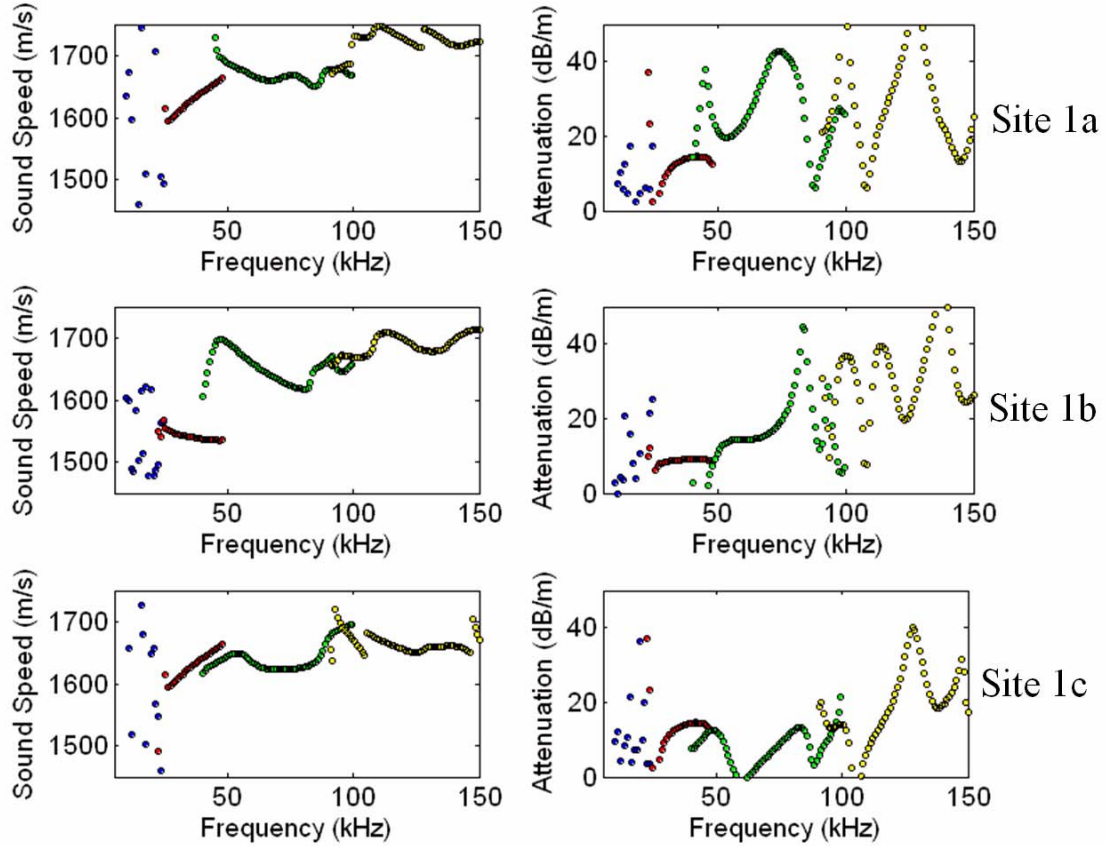 Sound Speed (m/s)
1700
1600
1500
50
100
150
Frequency (kHz)
Attenuation (dB/m)
40
20
0
50
100
150
Frequency (kHz)
Site 1a
Sound Speed (m/s)
1700
1600
1500
50
100
150
Frequency (kHz)
Attenuation (dB/m)
40
20
0
50
100
150
Frequency (kHz)
Site 1b
Sound Speed (m/s)
1700
1600
1500
50
100
150
Frequency (kHz)
Attenuation (dB/m)
40
20
0
50
100
150
Frequency (kHz)
Site 1c